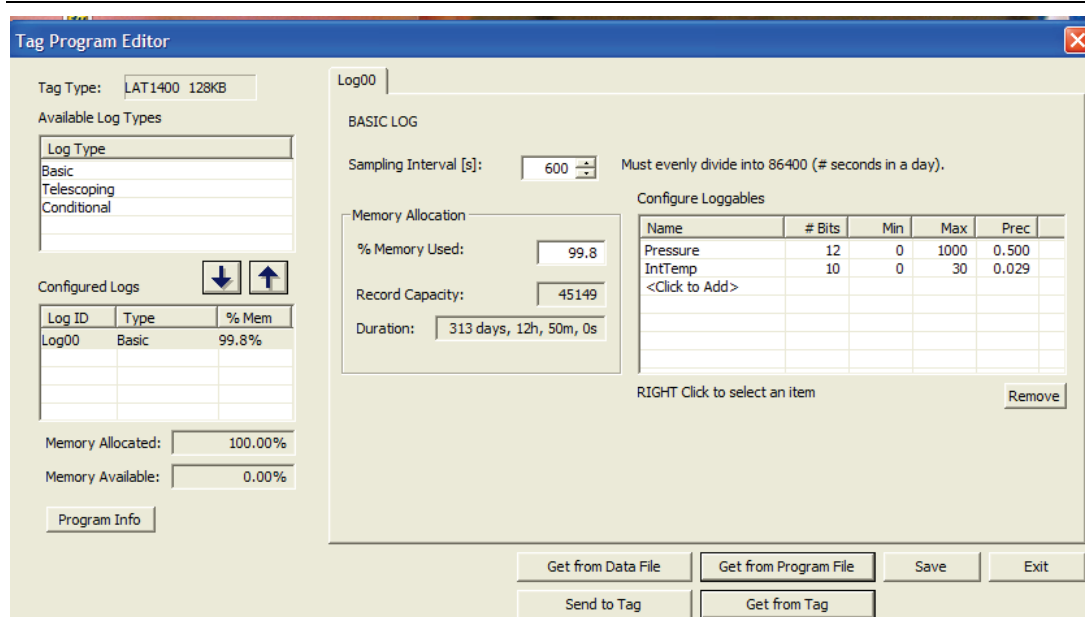 Tag Program Editor
Tag Type: LAT1400 128KB
Available Log Types
Log Type
Basic
Telescoping
Conditional
Configured Logs
Log ID Type % Mem
Log00 Basic 99.8%
Memory Allocated: 100.00%
Memory Available: 0.00%
Program Info
Log00
BASIC LOG
Sampling Interval [s]: 600 Must evenly divide into 86400 (# seconds in a day).
Memory Allocation
% Memory Used: 99.8
Record Capacity: 45149
Duration: 313 days, 12h, 50m, 0s
Configure Loggables
Name # Bits Min Max Prec
Pressure 12 0 1000 0.500
IntTemp 10 0 30 0.029
<Click to Add>
RIGHT Click to select an item
Remove
Get from Data File Get from Program File Save Exit
Send to Tag Get from Tag